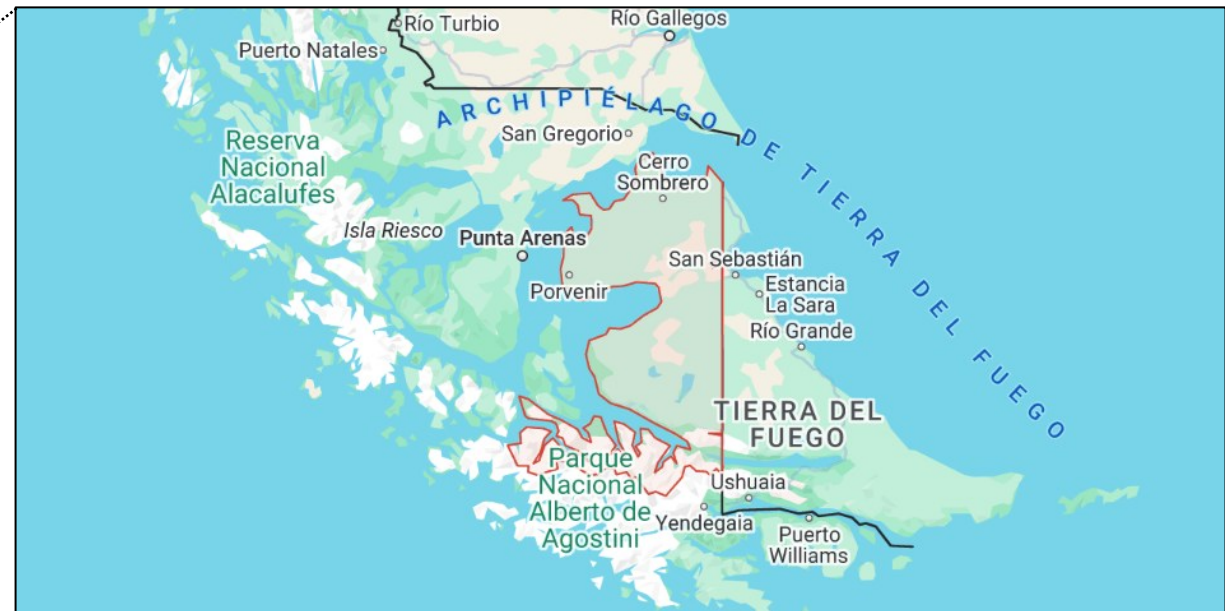 Río Turbio
Río Gallegos
Puerto Natales
ARCHIPIÉLAGO DE TIERRA DEL FUEGO
San Gregorio
Reserva
Nacional
Alacalufes
Cerro
Sombrero
Isla Riesco
Punta Arenas
San Sebastián
Porvenir
Estancia
La Sara
Río Grande
TIERRA DEL
FUEGO
Parque
Nacional
Alberto de
Agostini
Ushuaia
Yendegaia
Puerto
Williams